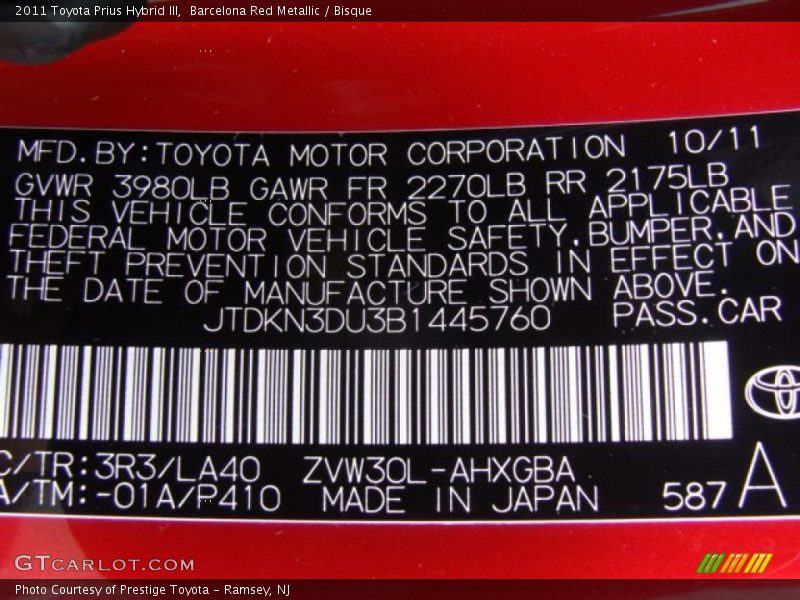 2011 Toyota Prius Hybrid III, Barcelona Red Metallic / Bisque
MFD.BY:TOYOTA MOTOR CORPORATION 10/11
GVWR 3980LB GAWR FR 2270LB RR 2175LB
THIS VEHICLE CONFORMS TO ALL APPLICABLE
FEDERAL MOTOR VEHICLE SAFETY,BUMPER,AND
THEFT PREVENTION STANDARDS IN EFFECT ON
THE DATE OF MANUFACTURE SHOWN ABOVE.
JTDKN3DU3B1445760 PASS.CAR
C/TR:3R3/LA40 ZVW30L-AHXGBA
A/TM:-01A/P410 MADE IN JAPAN 587 A
GTCARLOT.COM
Photo Courtesy of Prestige Toyota - Ramsey, NJ